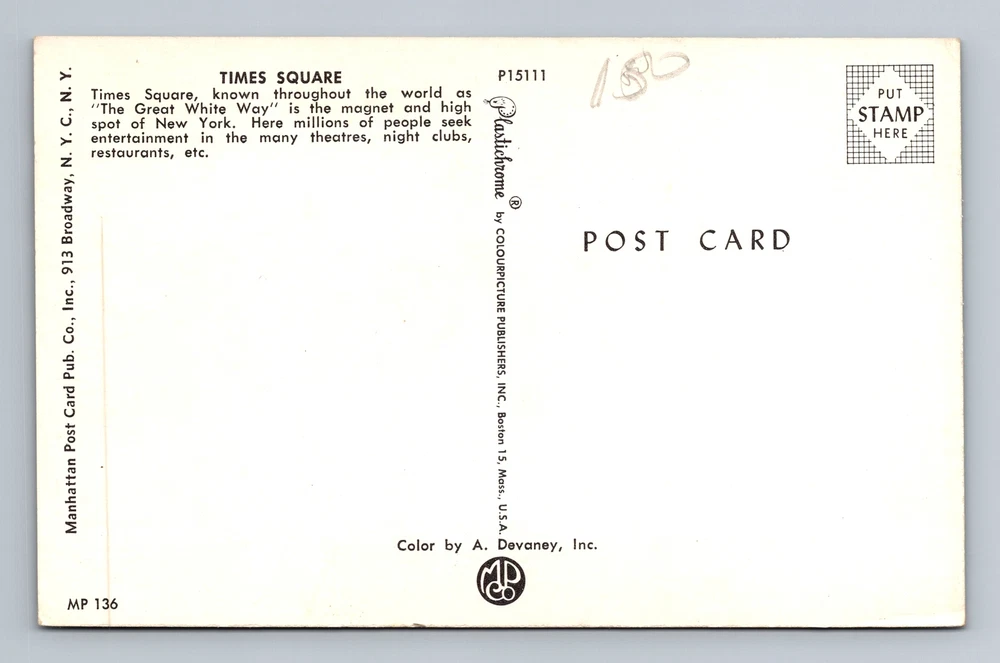 TIMES SQUARE
Times Square, known throughout the world as
"The Great White Way" is the magnet and high
spot of New York. Here millions of people seek
entertainment in the many theatres, night clubs,
restaurants, etc.
Manhattan Post Card Pub. Co., Inc., 913 Broadway, N. Y. C., N. Y.
MP 136
P15111
Plastichrome ® by COLOURPICTURE PUBLISHERS, INC., Boston 15, Mass., U.S.A.
Color by A. Devaney, Inc.
MP Co
150
PUT
STAMP
HERE
POST CARD